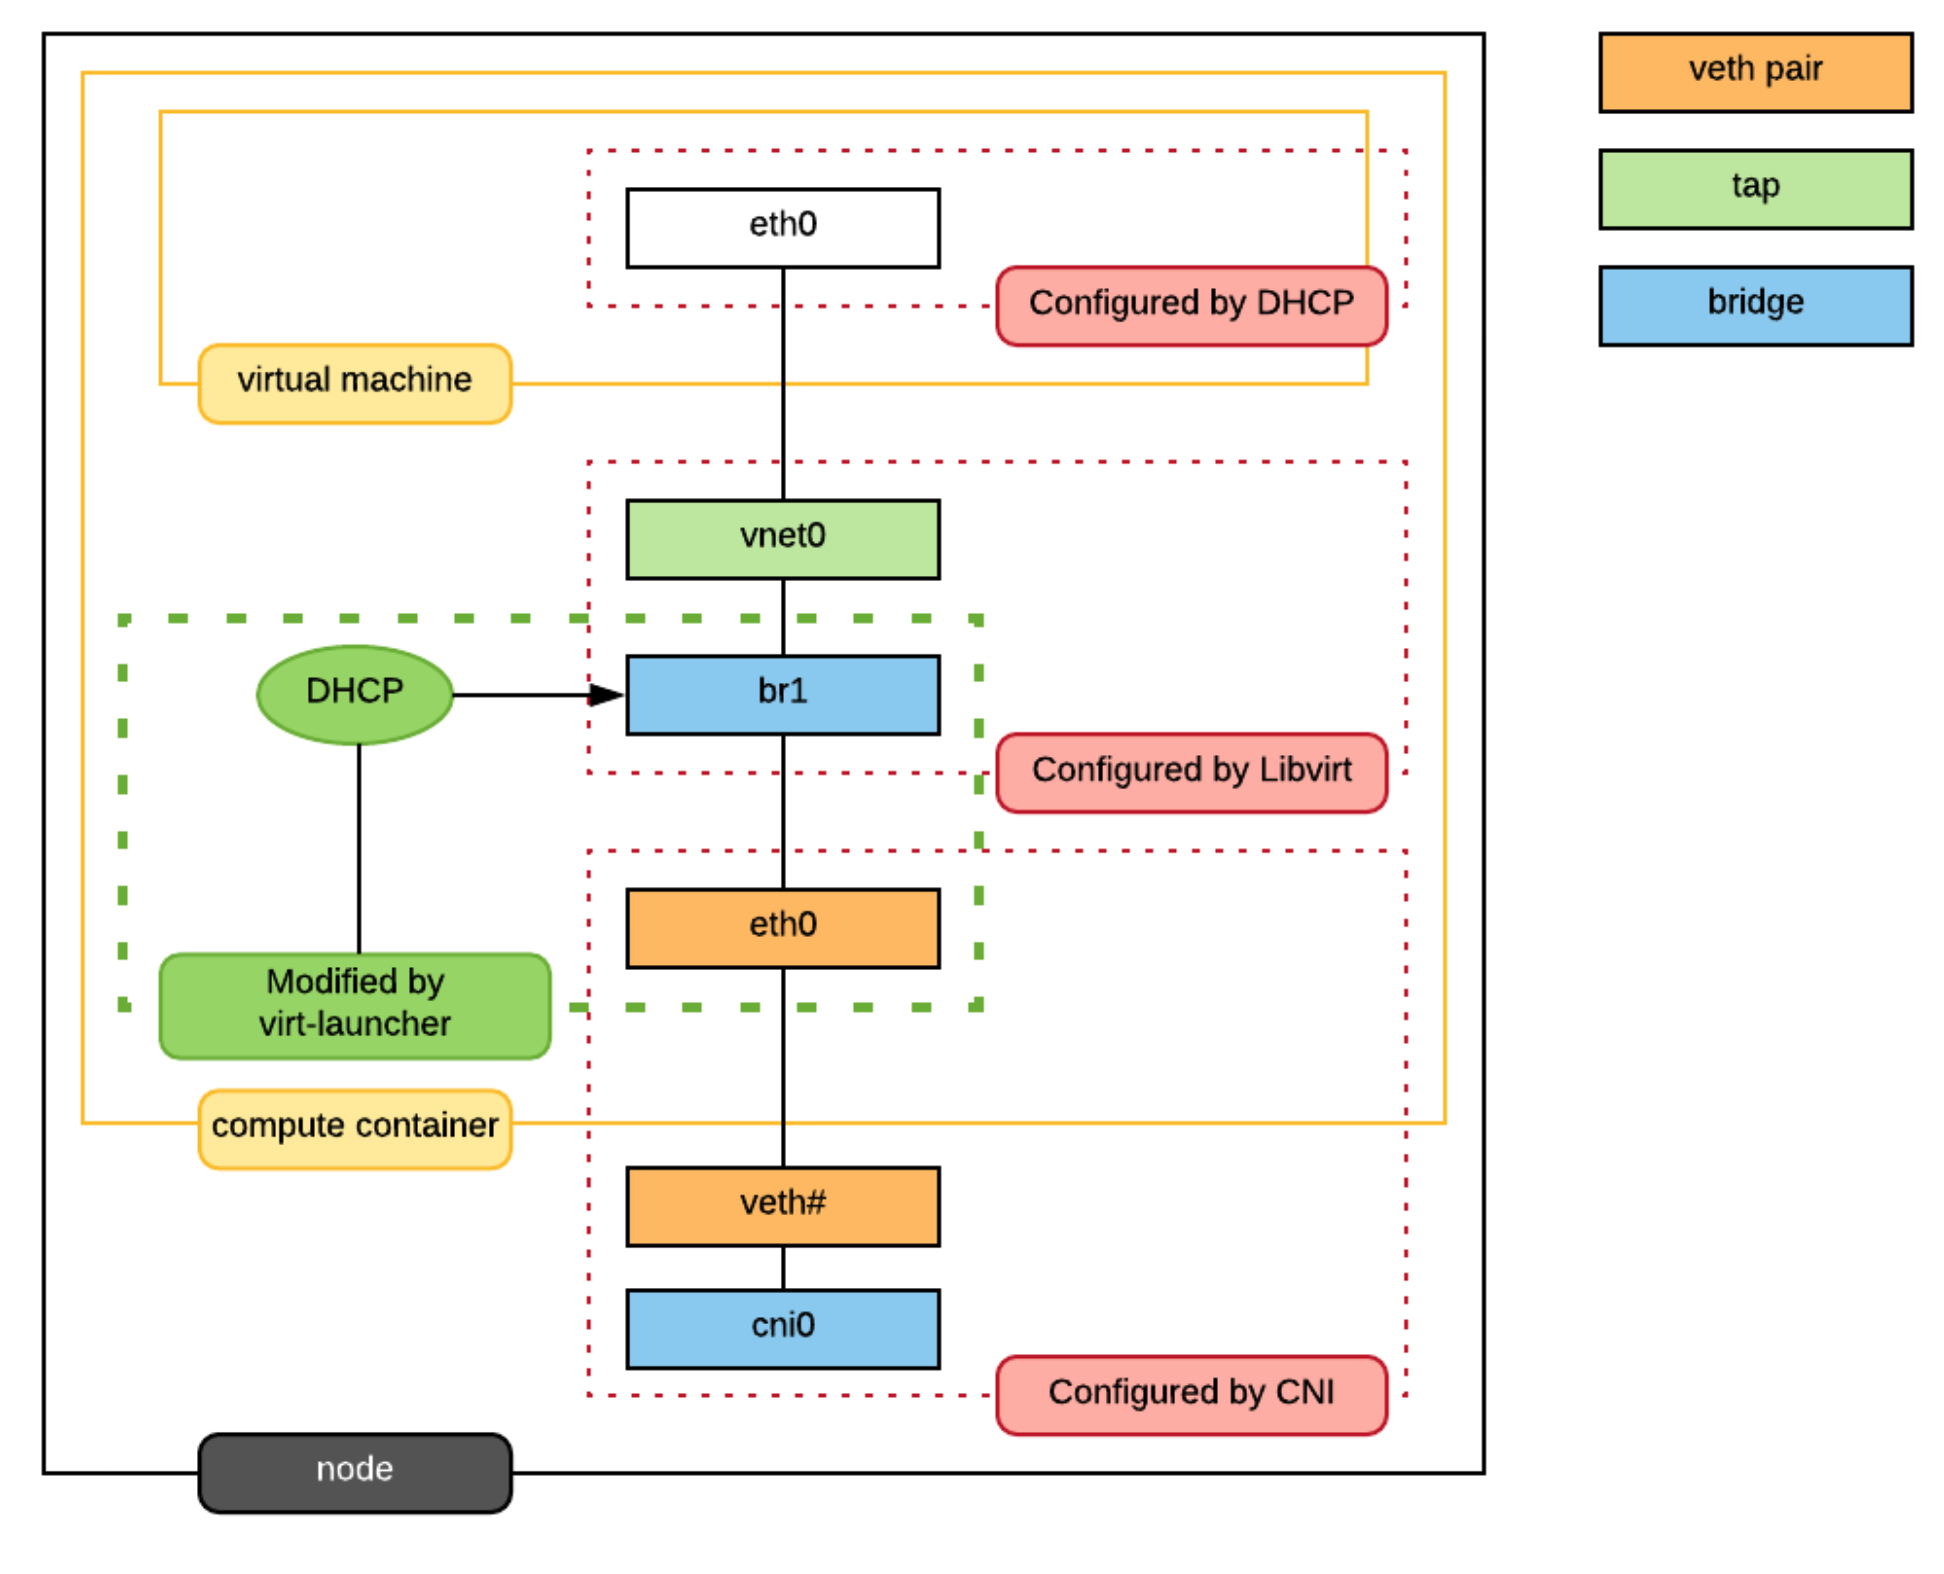 veth pair
tap
bridge
eth0
Configured by DHCP
virtual machine
vnet0
DHCP
br1
Configured by Libvirt
eth0
Modified by
virt-launcher
compute container
veth#
cni0
Configured by CNI
node